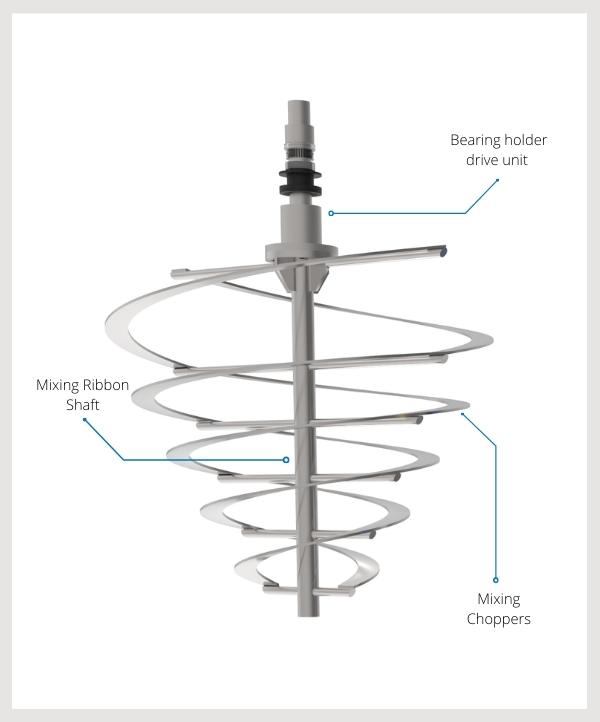 Bearing holder
drive unit
Mixing Ribbon
Shaft
Mixing
Choppers